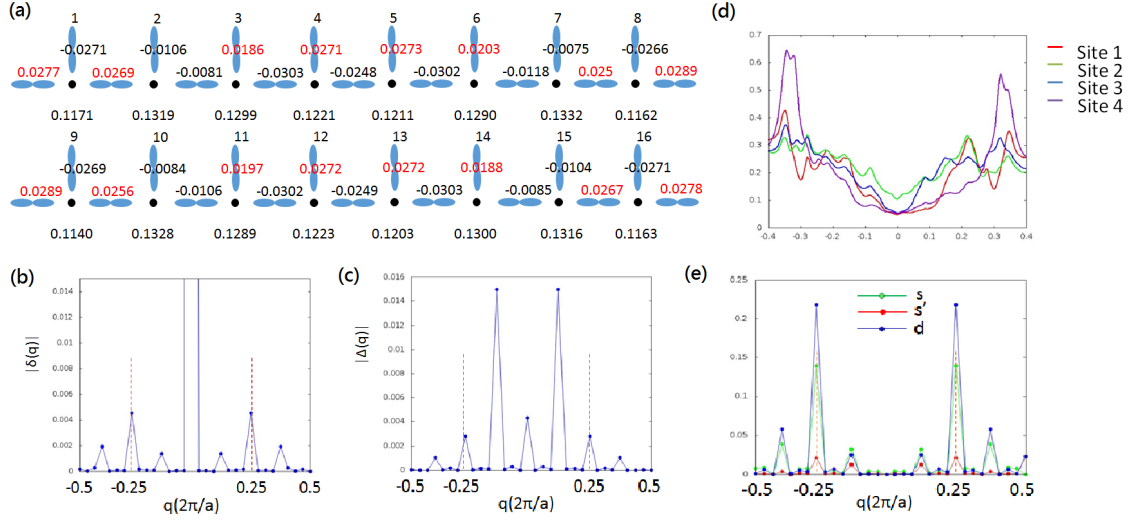 (a)
1 2 3 4 5 6 7 8
-0.0271 -0.0106 0.0186 0.0271 0.0273 0.0203 -0.0075 -0.0266
0.0277 0.0269 -0.0081 -0.0303 -0.0248 -0.0302 -0.0118 0.025 0.0289
0.1171 0.1319 0.1299 0.1221 0.1211 0.1290 0.1332 0.1162
9 10 11 12 13 14 15 16
-0.0269 -0.0084 0.0197 0.0272 0.0272 0.0188 -0.0104 -0.0271
0.0289 0.0256 -0.0106 -0.0302 -0.0249 -0.0303 -0.0085 0.0267 0.0278
0.1140 0.1328 0.1289 0.1223 0.1203 0.1300 0.1316 0.1163
(d)
0.7
0.6
0.5
0.4
0.3
0.2
0.1
0
-0.4 -0.3 -0.2 -0.1 0 0.1 0.2 0.3 0.4
Site 1
Site 2
Site 3
Site 4
(b)
|δ(q)|
0.014
0.012
0.01
0.008
0.006
0.004
0.002
0
-0.5 -0.25 0.25 0.5
q(2π/a)
(c)
|Δ(q)|
0.016
0.014
0.012
0.01
0.008
0.006
0.004
0.002
0
-0.5 -0.25 0.25 0.5
q(2π/a)
(e)
0.25
0.2
0.15
0.1
0.05
0
s
s'
d
-0.5 -0.25 0.25 0.5
q(2π/a)